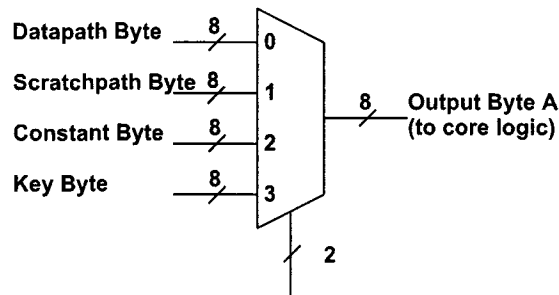 Datapath Byte 8 0
Scratchpath Byte 8 1
Constant Byte 8 2
Key Byte 8 3
8 Output Byte A
(to core logic)
2